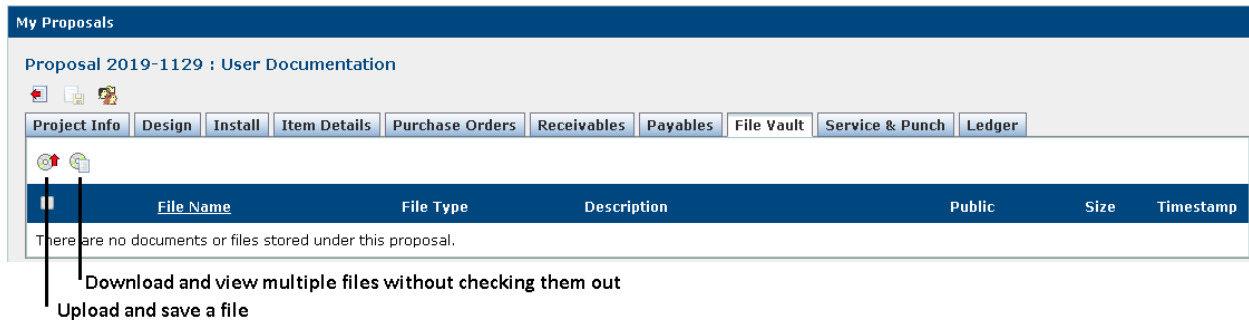 My Proposals
Proposal 2019-1129 : User Documentation
Project Info Design Install Item Details Purchase Orders Receivables Payables File Vault Service & Punch Ledger
File Name File Type Description Public Size Timestamp
There are no documents or files stored under this proposal.
Download and view multiple files without checking them out
Upload and save a file